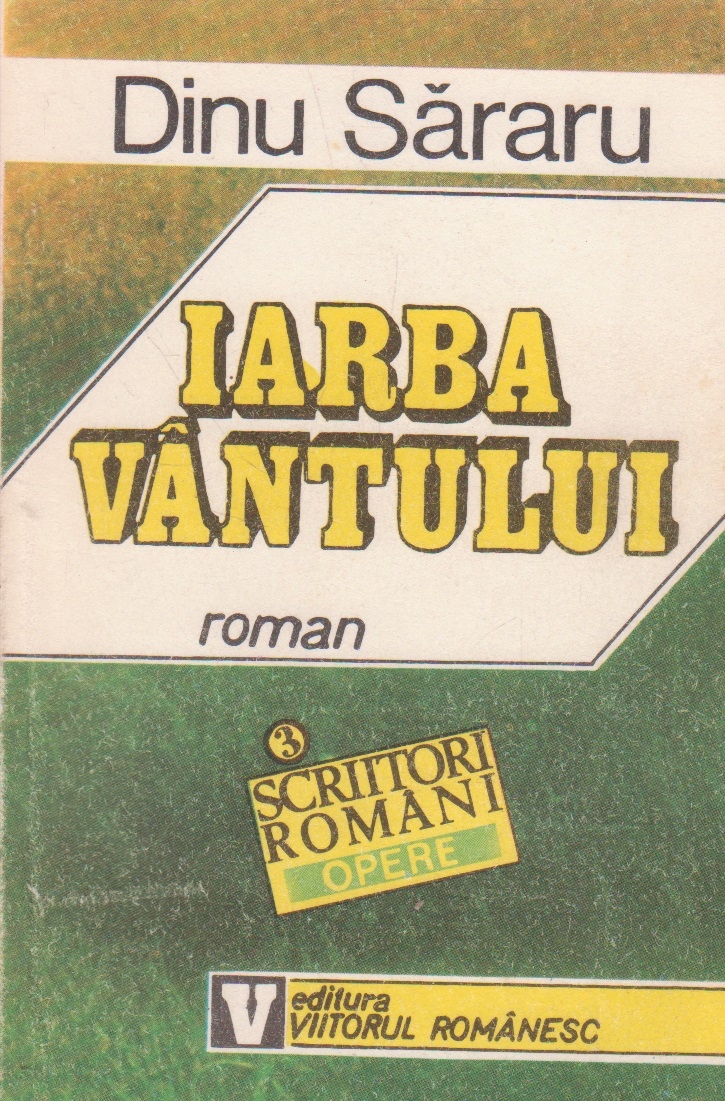 Dinu Săraru
IARBA
VÂNTULUI
roman
3
SCRIITORI
ROMÂNI
OPERE
V
editura
VIITORUL ROMÂNESC